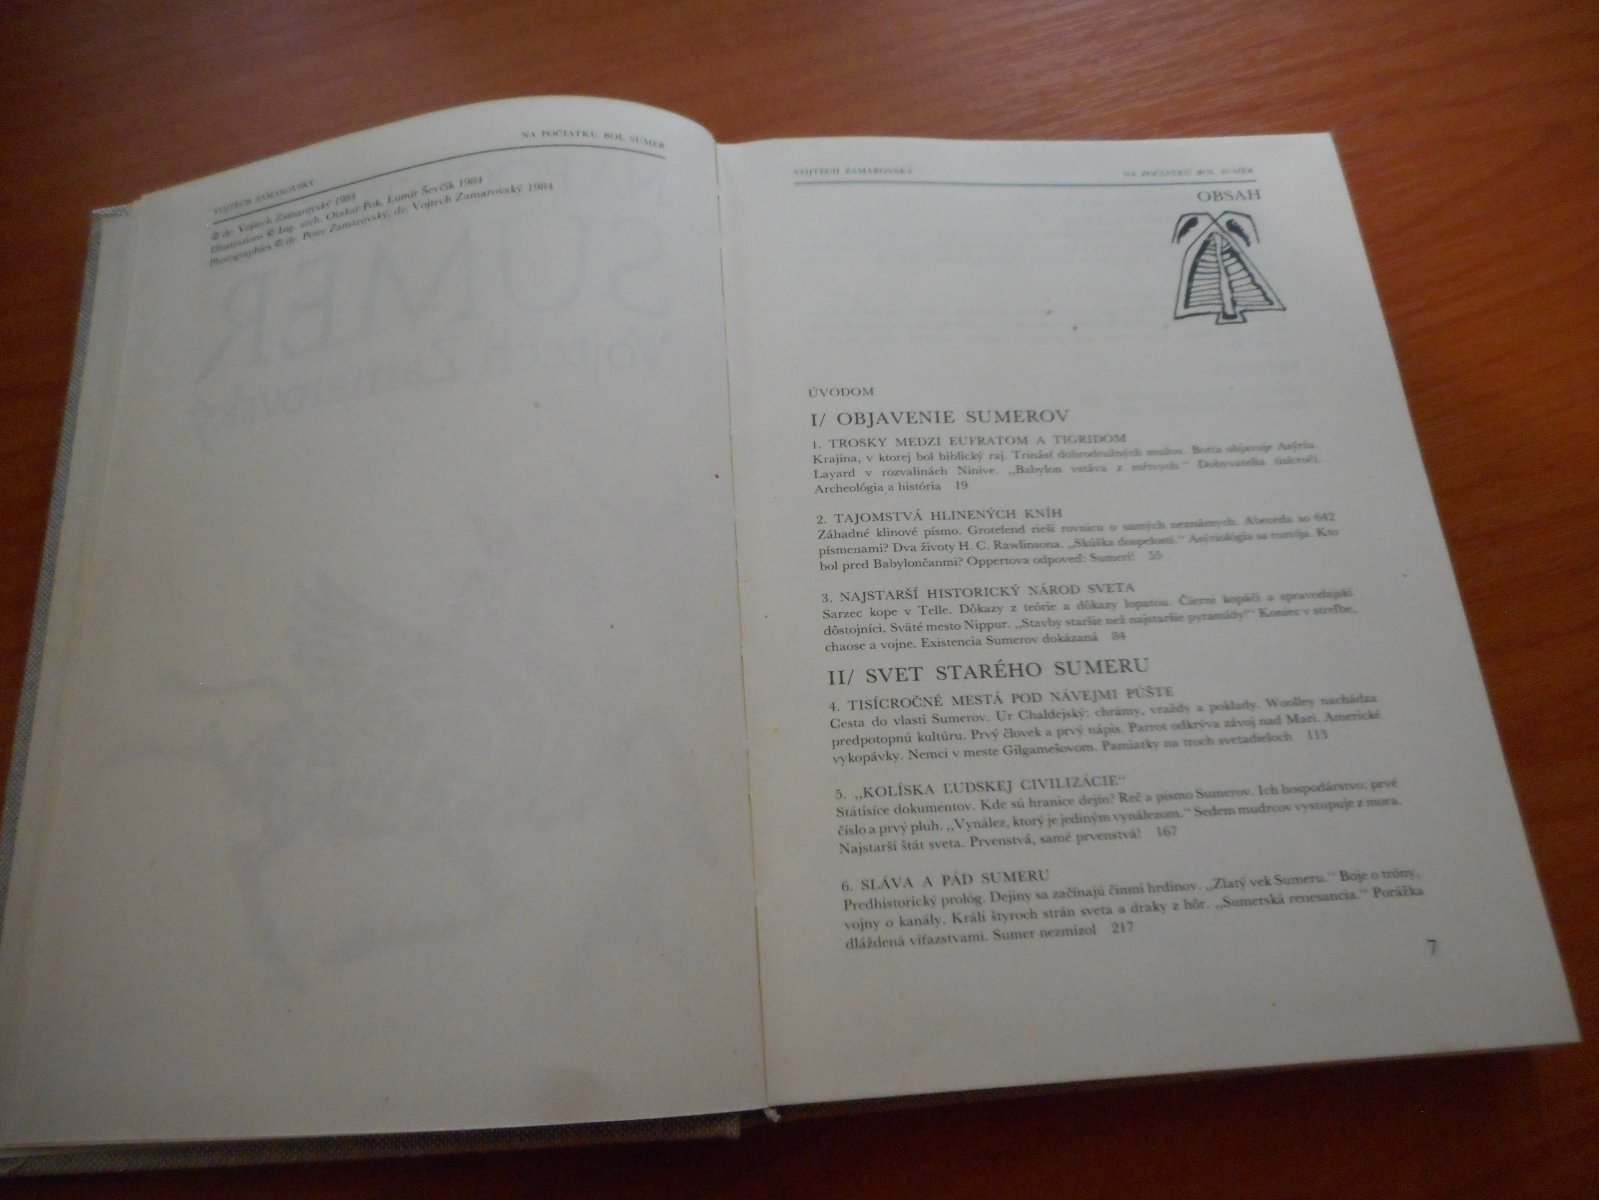 VOJTECH ZAMAROVSKÝ
NA POČIATKU BOL SUMER
© dr. Vojtech Zamarovský 1984
Illustrations © Ing. arch. Otakar Pok, Lumír Ševčík 1984
Photographies © dr. Peter Zamarovský, dr. Vojtech Zamarovský 1984
SUMER
Vojtech Zamarovský
VOJTECH ZAMAROVSKÝ
NA POČIATKU BOL SUMER
OBSAH
ÚVODOM
I/ OBJAVENIE SUMEROV
1. TROSKY MEDZI EUFRATOM A TIGRIDOM
Krajina, v ktorej bol biblický raj. Trinásť dobrodružných mužov. Botta objavuje Asýriu.
Layard v rozvalinách Ninive. „Babylon vstáva z mŕtvych.“ Dobyvatelia tisícročí.
Archeológia a história 19
2. TAJOMSTVÁ HLINENÝCH KNÍH
Záhadné klinové písmo. Grotefend rieši rovnicu o samých neznámych. Abeceda so 642
písmenami? Dva životy H. C. Rawlinsona. „Skúška dospelosti.“ Asýriológia sa rozvíja. Kto
bol pred Babylončanmi? Oppertova odpoveď: Sumeri! 55
3. NAJSTARŠÍ HISTORICKÝ NÁROD SVETA
Sarzec kope v Telle. Dôkazy z teórie a dôkazy lopatou. Čierni kopáči a spravodajskí
dôstojníci. Sväté mesto Nippur. „Stavby staršie než najstaršie pyramídy!“ Koniec v streľbe,
chaose a vojne. Existencia Sumerov dokázaná 84
II/ SVET STARÉHO SUMERU
4. TISÍCROČNÉ MESTÁ POD NÁVEJMI PÚŠTE
Cesta do vlasti Sumerov. Ur Chaldejský: chrámy, vraždy a poklady. Woolley nachádza
predpotopnú kultúru. Prvý človek a prvý nápis. Parrot odkrýva závoj nad Mari. Americké
vykopávky. Nemci v meste Gilgamešovom. Pamiatky na troch svetadieloch 113
5. „KOLÍSKA ĽUDSKEJ CIVILIZÁCIE“
Státisíce dokumentov. Kde sú hranice dejín? Reč a písmo Sumerov. Ich hospodárstvo: prvé
číslo a prvý pluh. „Vynález, ktorý je jediným vynálezom.“ Sedem mudrcov vystupuje z mora.
Najstarší štát sveta. Prvenstvá, samé prvenstvá! 167
6. SLÁVA A PÁD SUMERU
Predhistorický prológ. Dejiny sa začínajú činmi hrdinov. „Zlatý vek Sumeru.“ Boje o tróny,
vojny o kanály. Králi štyroch strán sveta a draky z hôr. „Sumerská renesancia.“ Porážka
dláždená víťazstvami. Sumer nezmizol 217
7